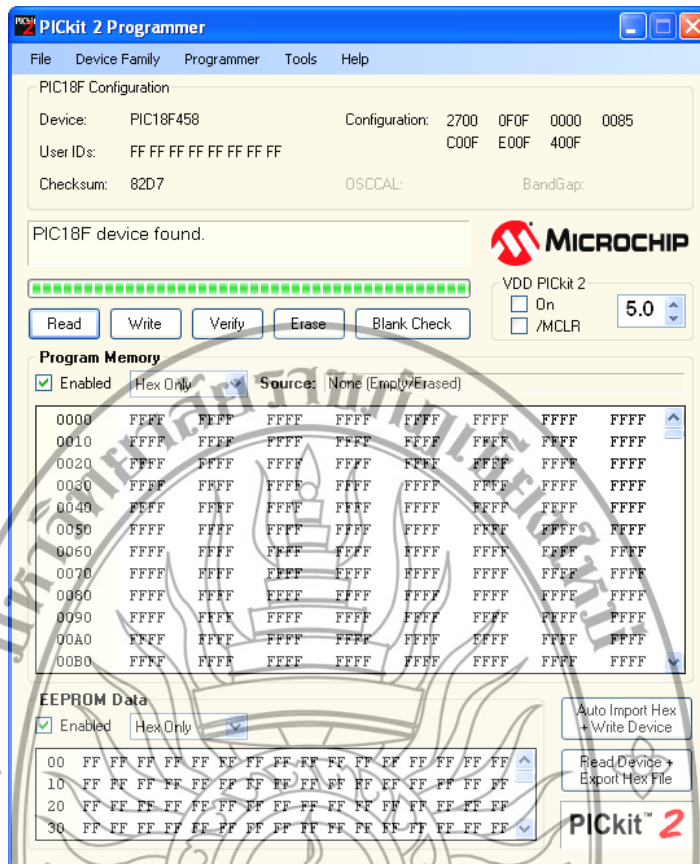 PICkit 2 Programmer
File Device Family Programmer Tools Help
PIC18F Configuration
Device: PIC18F458 Configuration: 2700 0F0F 0000 0085
C00F E00F 400F
User IDs: FF FF FF FF FF FF FF FF
Checksum: 82D7 OSCCAL: BandGap:
PIC18F device found.
MICROCHIP
VDD PICkit 2
On
/MCLR
5.0
Read Write Verify Erase Blank Check
Program Memory
Enabled Hex Only Source: None (Empty/Erased)
0000 FFFF FFFF FFFF FFFF FFFF FFFF FFFF FFFF
0010 FFFF FFFF FFFF FFFF FFFF FFFF FFFF FFFF
0020 FFFF FFFF FFFF FFFF FFFF FFFF FFFF FFFF
0030 FFFF FFFF FFFF FFFF FFFF FFFF FFFF FFFF
0040 FFFF FFFF FFFF FFFF FFFF FFFF FFFF FFFF
0050 FFFF FFFF FFFF FFFF FFFF FFFF FFFF FFFF
0060 FFFF FFFF FFFF FFFF FFFF FFFF FFFF FFFF
0070 FFFF FFFF FFFF FFFF FFFF FFFF FFFF FFFF
0080 FFFF FFFF FFFF FFFF FFFF FFFF FFFF FFFF
0090 FFFF FFFF FFFF FFFF FFFF FFFF FFFF FFFF
00A0 FFFF FFFF FFFF FFFF FFFF FFFF FFFF FFFF
00B0 FFFF FFFF FFFF FFFF FFFF FFFF FFFF FFFF
EEPROM Data
Enabled Hex Only
00 FF FF FF FF FF FF FF FF FF FF FF FF FF FF FF FF
10 FF FF FF FF FF FF FF FF FF FF FF FF FF FF FF FF
20 FF FF FF FF FF FF FF FF FF FF FF FF FF FF FF FF
30 FF FF FF FF FF FF FF FF FF FF FF FF FF FF FF FF
Auto Import Hex
+ Write Device
Read Device +
Export Hex File
PICkit™ 2